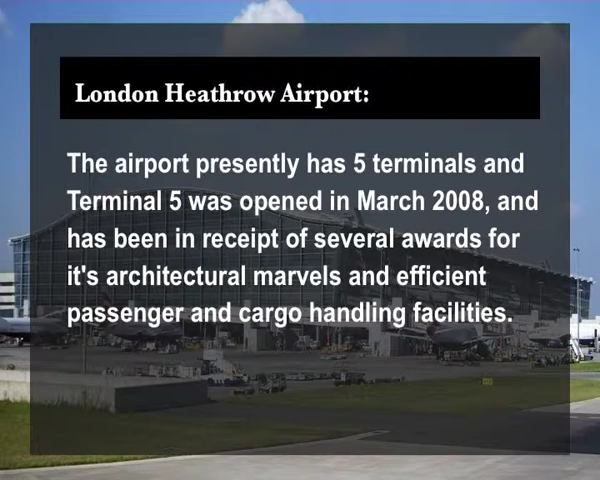 London Heathrow Airport:
The airport presently has 5 terminals and
Terminal 5 was opened in March 2008, and
has been in receipt of several awards for
it's architectural marvels and efficient
passenger and cargo handling facilities.